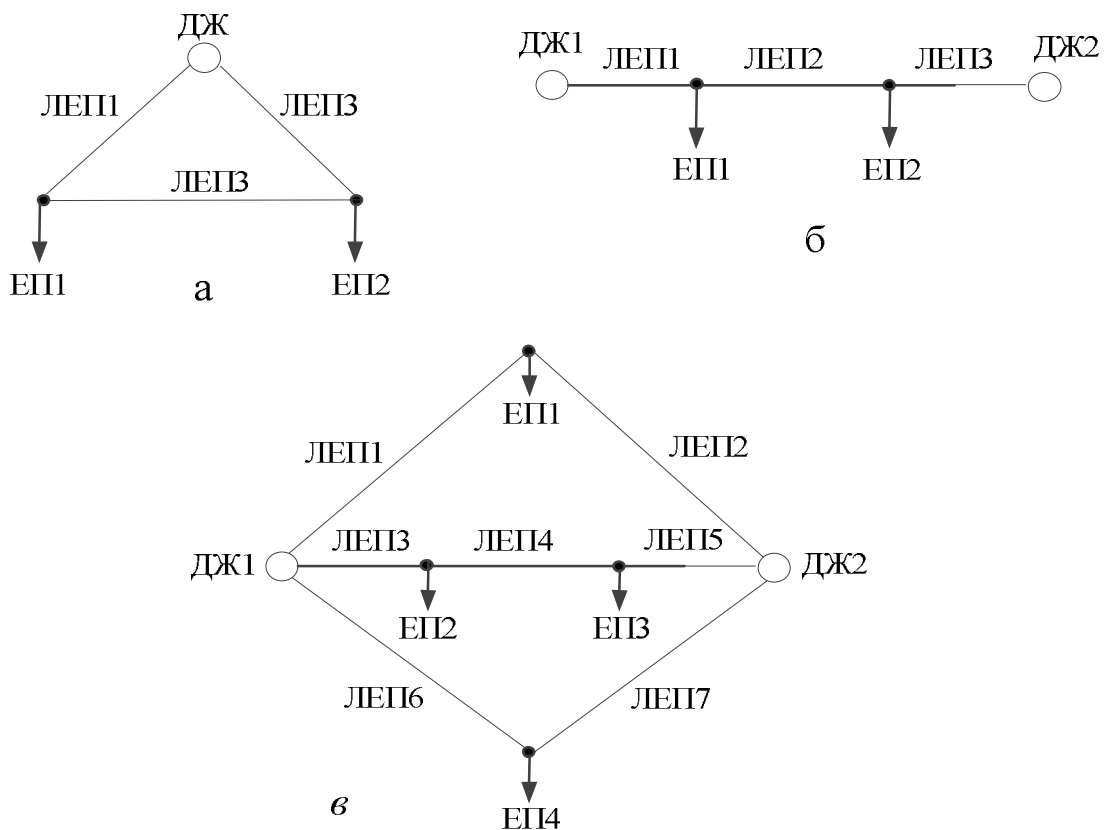 ДЖ
ЛЕП1 ЛЕП3
ЛЕП3
ЕП1 ЕП2
а
ДЖ1 ЛЕП1 ЛЕП2 ЛЕП3 ДЖ2
ЕП1 ЕП2
б
ЕП1
ЛЕП1 ЛЕП2
ДЖ1 ЛЕП3 ЛЕП4 ЛЕП5 ДЖ2
ЕП2 ЕП3
ЛЕП6 ЛЕП7
ЕП4
в